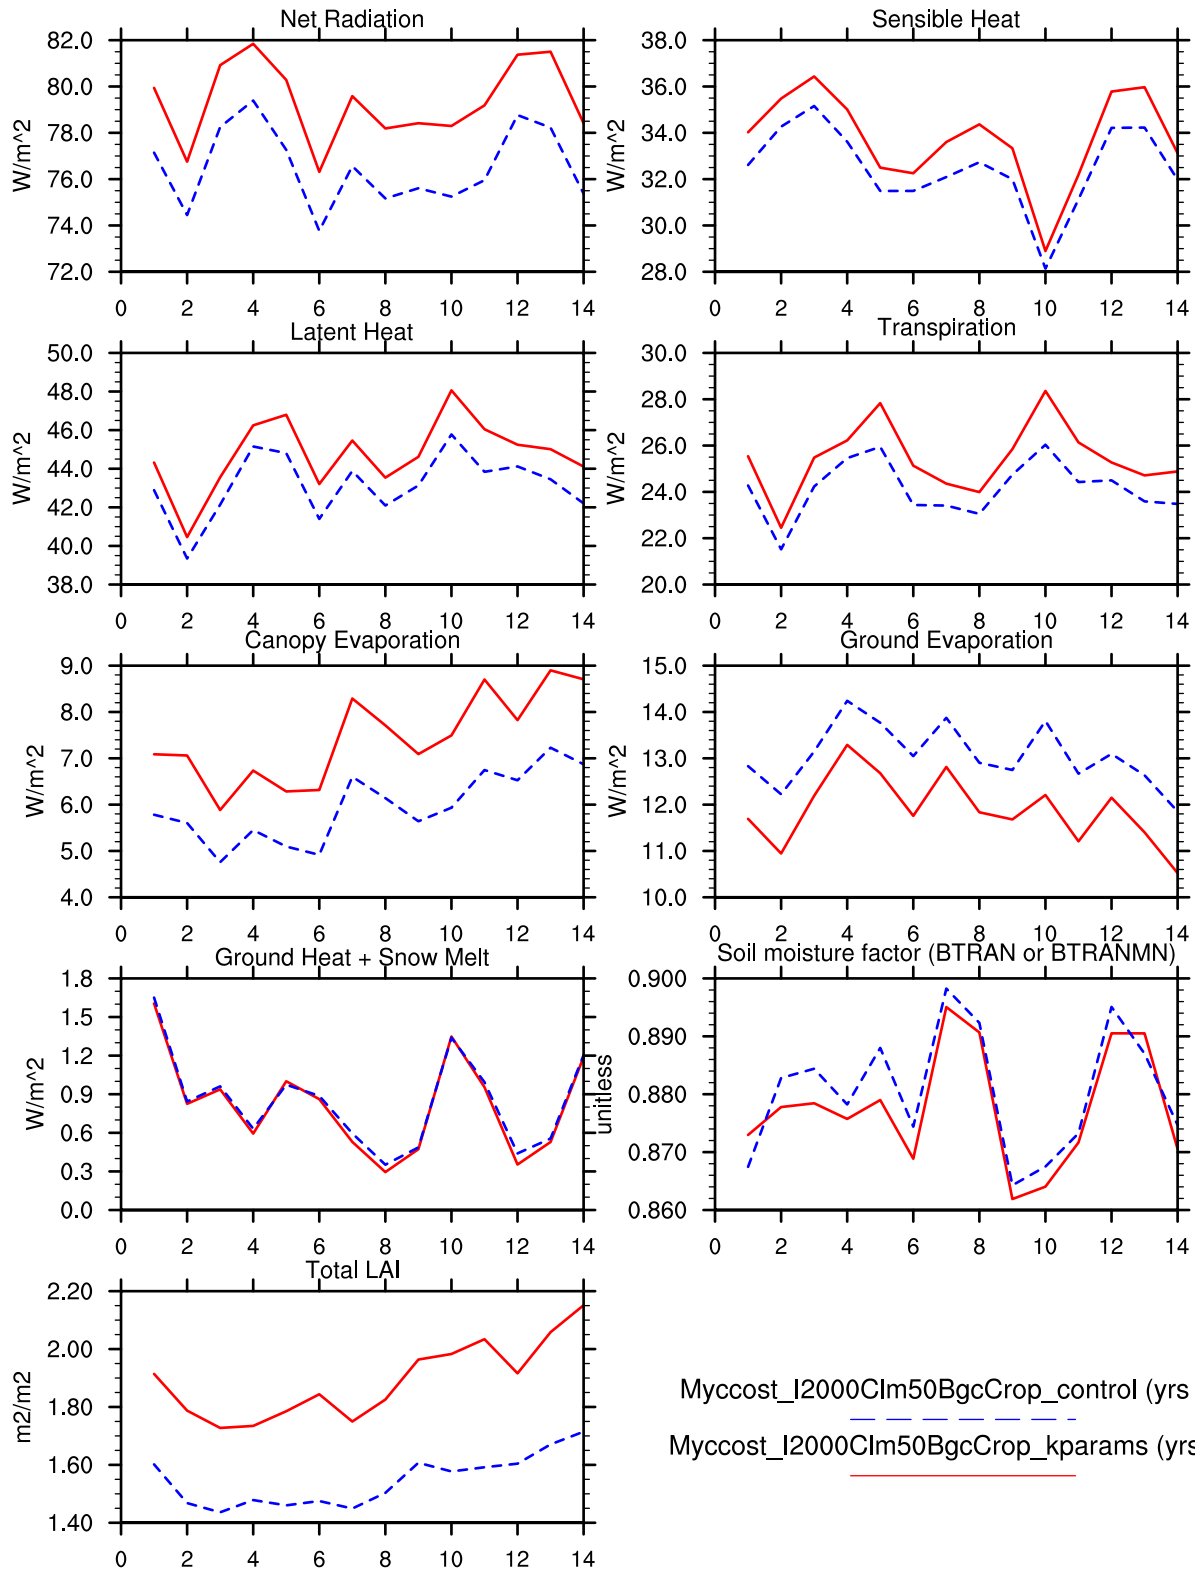 Net Radiation
W/m^2
82.0
80.0
78.0
76.0
74.0
72.0
0 2 4 6 8 10 12 14
Sensible Heat
W/m^2
38.0
36.0
34.0
32.0
30.0
28.0
0 2 4 6 8 10 12 14
Latent Heat
W/m^2
50.0
48.0
46.0
44.0
42.0
40.0
38.0
0 2 4 6 8 10 12 14
Transpiration
W/m^2
30.0
28.0
26.0
24.0
22.0
20.0
0 2 4 6 8 10 12 14
Canopy Evaporation
W/m^2
9.0
8.0
7.0
6.0
5.0
4.0
0 2 4 6 8 10 12 14
Ground Evaporation
W/m^2
15.0
14.0
13.0
12.0
11.0
10.0
0 2 4 6 8 10 12 14
Ground Heat + Snow Melt
W/m^2
1.8
1.5
1.2
0.9
0.6
0.3
0.0
0 2 4 6 8 10 12 14
Soil moisture factor (BTRAN or BTRANMN)
unitless
0.900
0.890
0.880
0.870
0.860
0 2 4 6 8 10 12 14
Total LAI
m2/m2
2.20
2.00
1.80
1.60
1.40
0 2 4 6 8 10 12 14
Myccost_I2000Clm50BgcCrop_control (yrs
Myccost_I2000Clm50BgcCrop_kparams (yrs